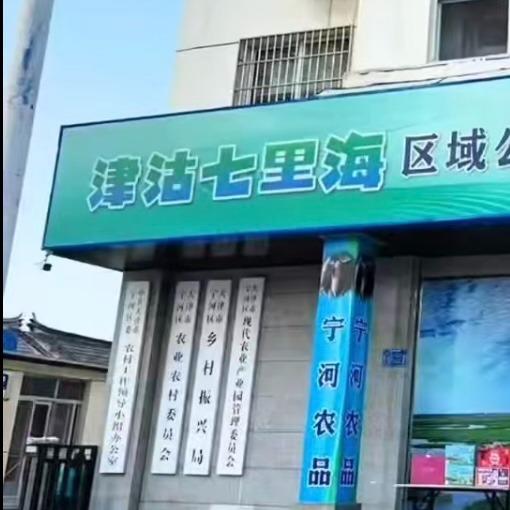 津沽七里海 区域公
中共天津市
宁河区委
农村工作领导小组办公室
天津市
宁河区
农业农村委员会
天津市
宁河区
乡村振兴局
天津市
宁河区
现代农业产业园管理委员会
宁河农品
宁河农品